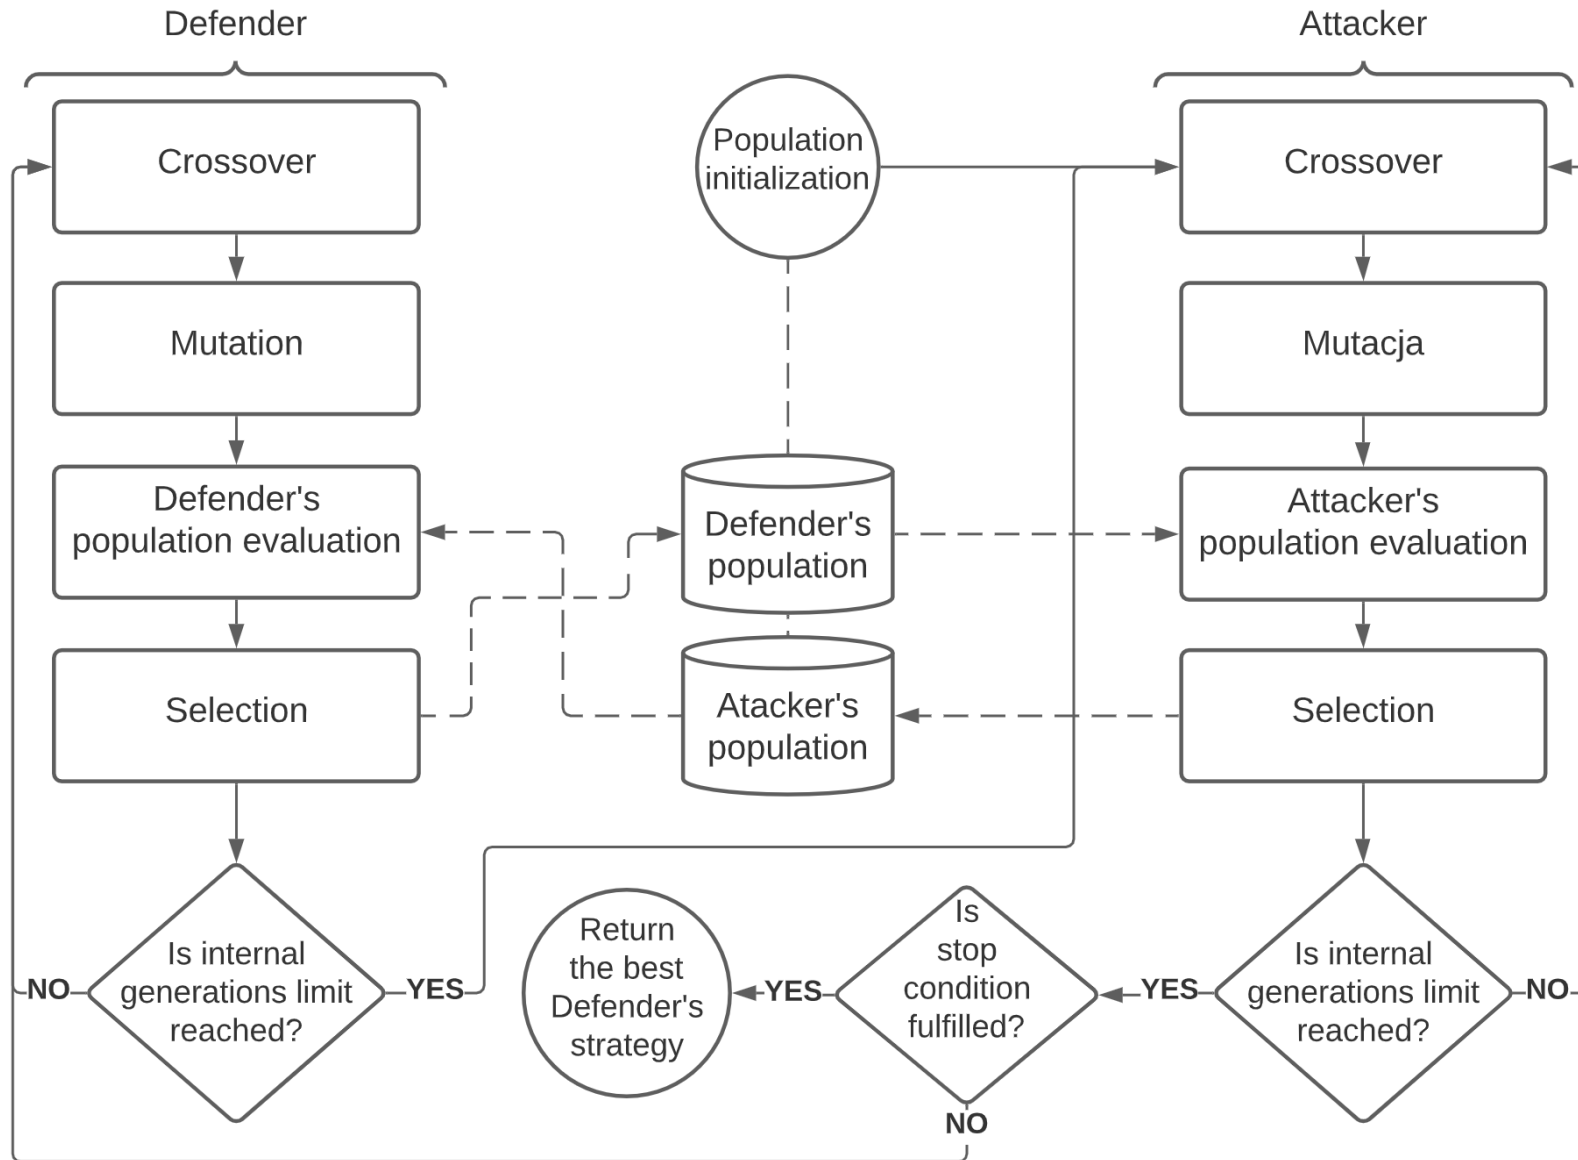 Defender
Attacker
Crossover
Population
initialization
Crossover
Mutation
Mutacja
Defender's
population evaluation
Defender's
population
Attacker's
population evaluation
Selection
Atacker's
population
Selection
Is internal
generations limit
reached?
NO
YES
Return
the best
Defender's
strategy
YES
Is
stop
condition
fulfilled?
NO
YES
Is internal
generations limit
reached?
NO